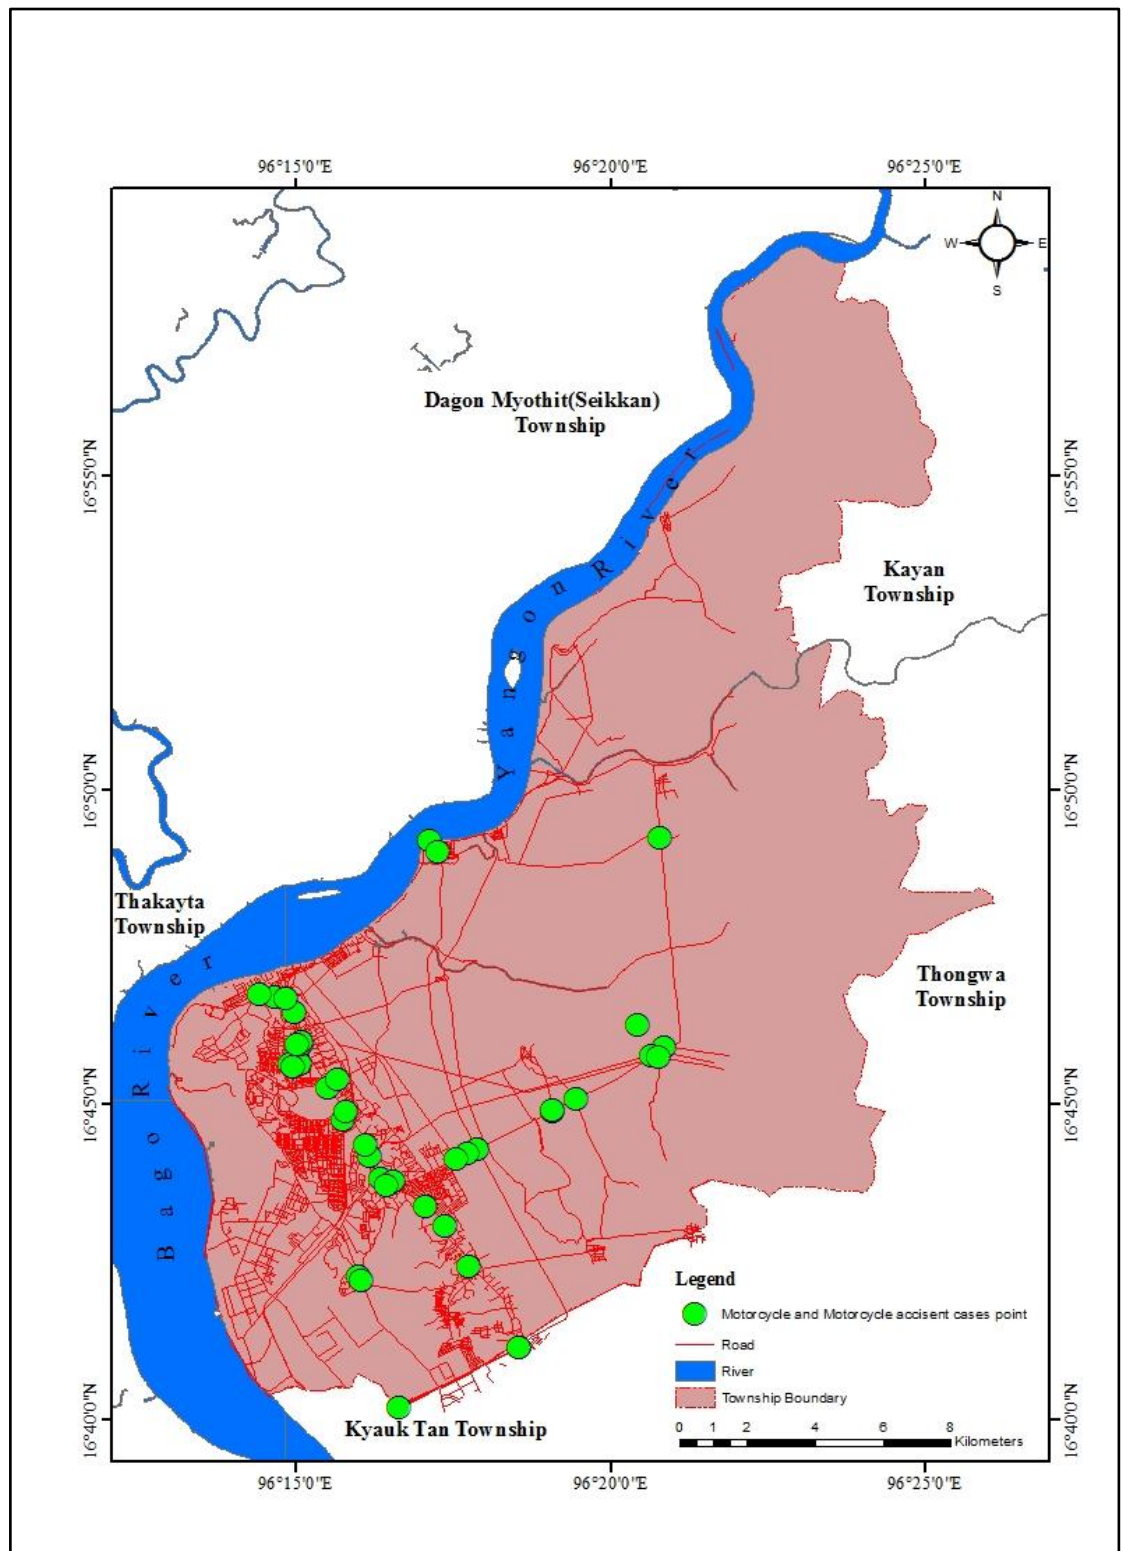 96°15'0"E
96°20'0"E
96°25'0"E
N
W
E
S
Dagon Myothit(Seikkan)
Township
16°55'0"N
16°55'0"N
Yangon River
Kayan
Township
16°50'0"N
16°50'0"N
Thakayta
Township
Thongwa
Township
Bago River
16°45'0"N
16°45'0"N
Legend
Motorcycle and Motorcycle accisent cases point
Road
River
Township Boundary
0 1 2 4 6 8
Kilometers
Kyauk Tan Township
16°40'0"N
16°40'0"N
96°15'0"E
96°20'0"E
96°25'0"E